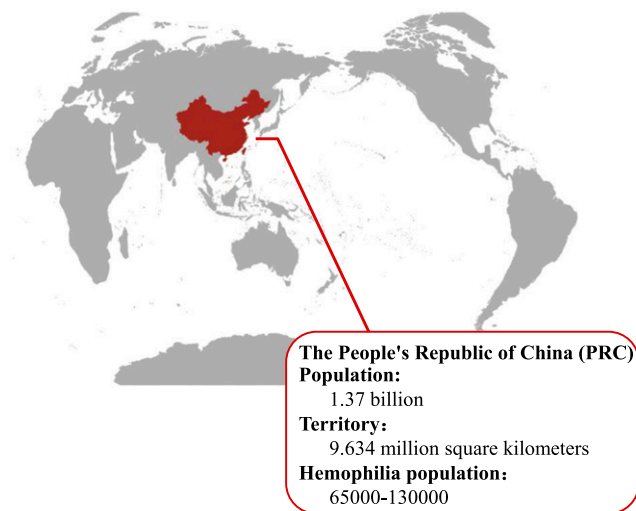 The People's Republic of China (PRC)
Population:
1.37 billion
Territory：
9.634 million square kilometers
Hemophilia population：
65000-130000